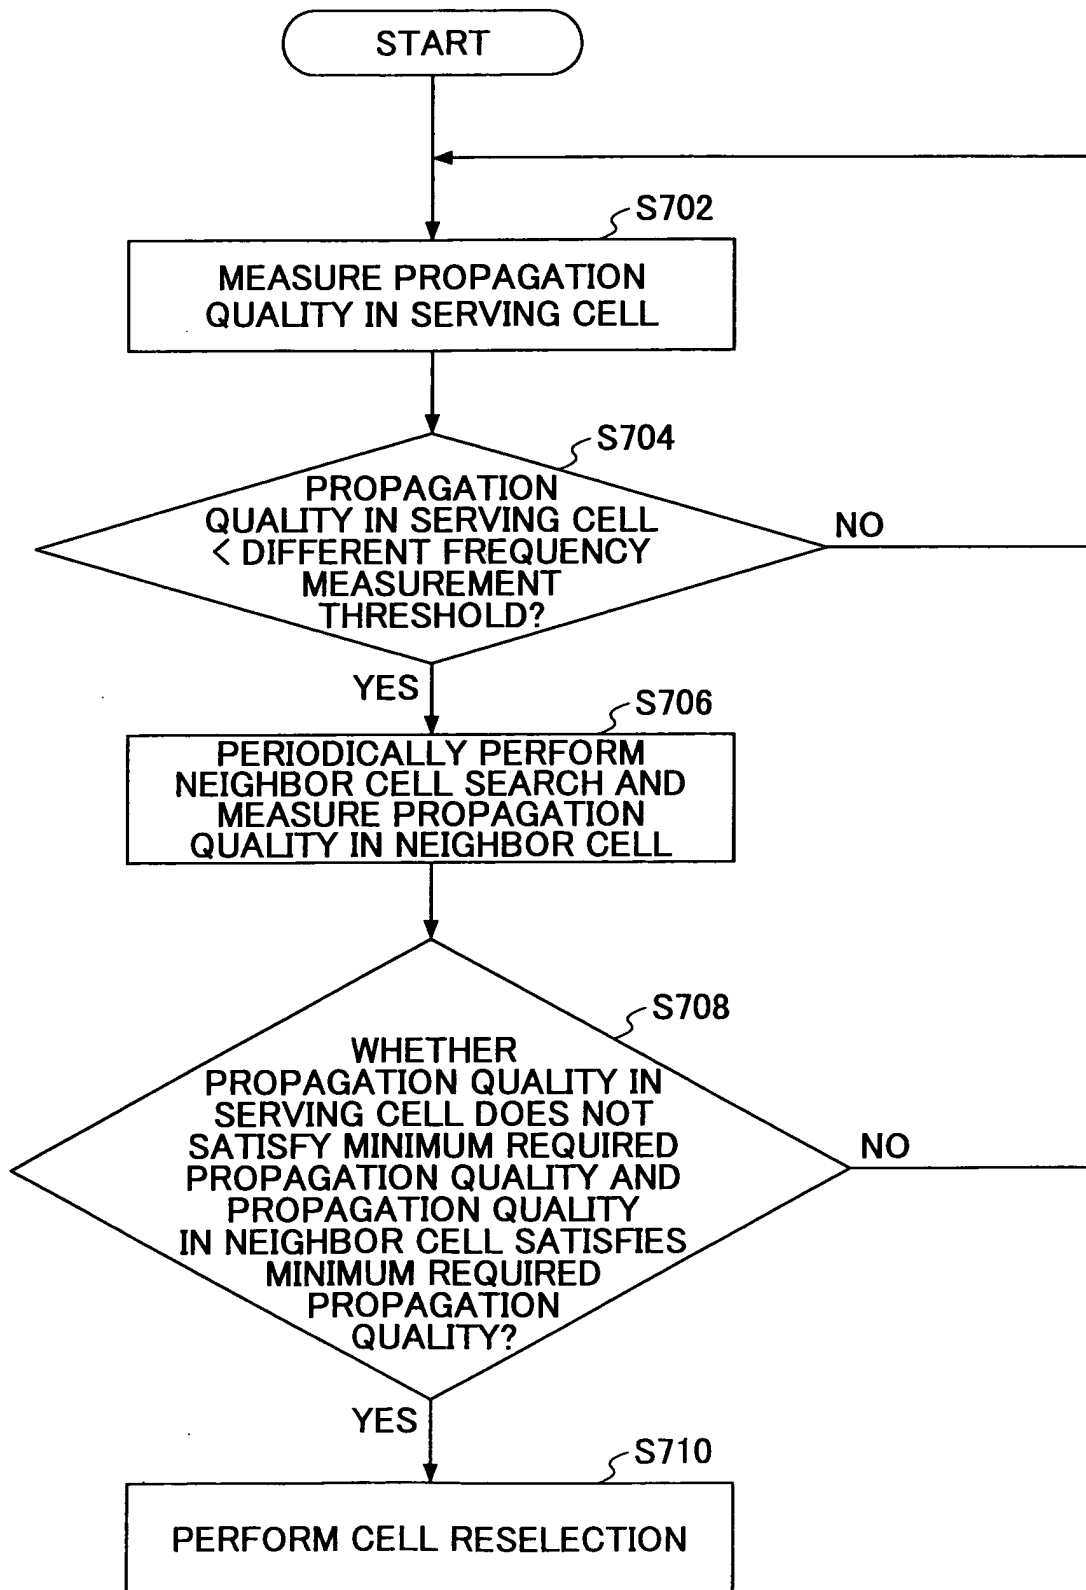 START
S702
MEASURE PROPAGATION
QUALITY IN SERVING CELL
S704
PROPAGATION
QUALITY IN SERVING CELL
< DIFFERENT FREQUENCY
MEASUREMENT
THRESHOLD?
NO
YES
S706
PERIODICALLY PERFORM
NEIGHBOR CELL SEARCH AND
MEASURE PROPAGATION
QUALITY IN NEIGHBOR CELL
S708
WHETHER
PROPAGATION QUALITY IN
SERVING CELL DOES NOT
SATISFY MINIMUM REQUIRED
PROPAGATION QUALITY AND
PROPAGATION QUALITY
IN NEIGHBOR CELL SATISFIES
MINIMUM REQUIRED
PROPAGATION
QUALITY?
NO
YES
S710
PERFORM CELL RESELECTION